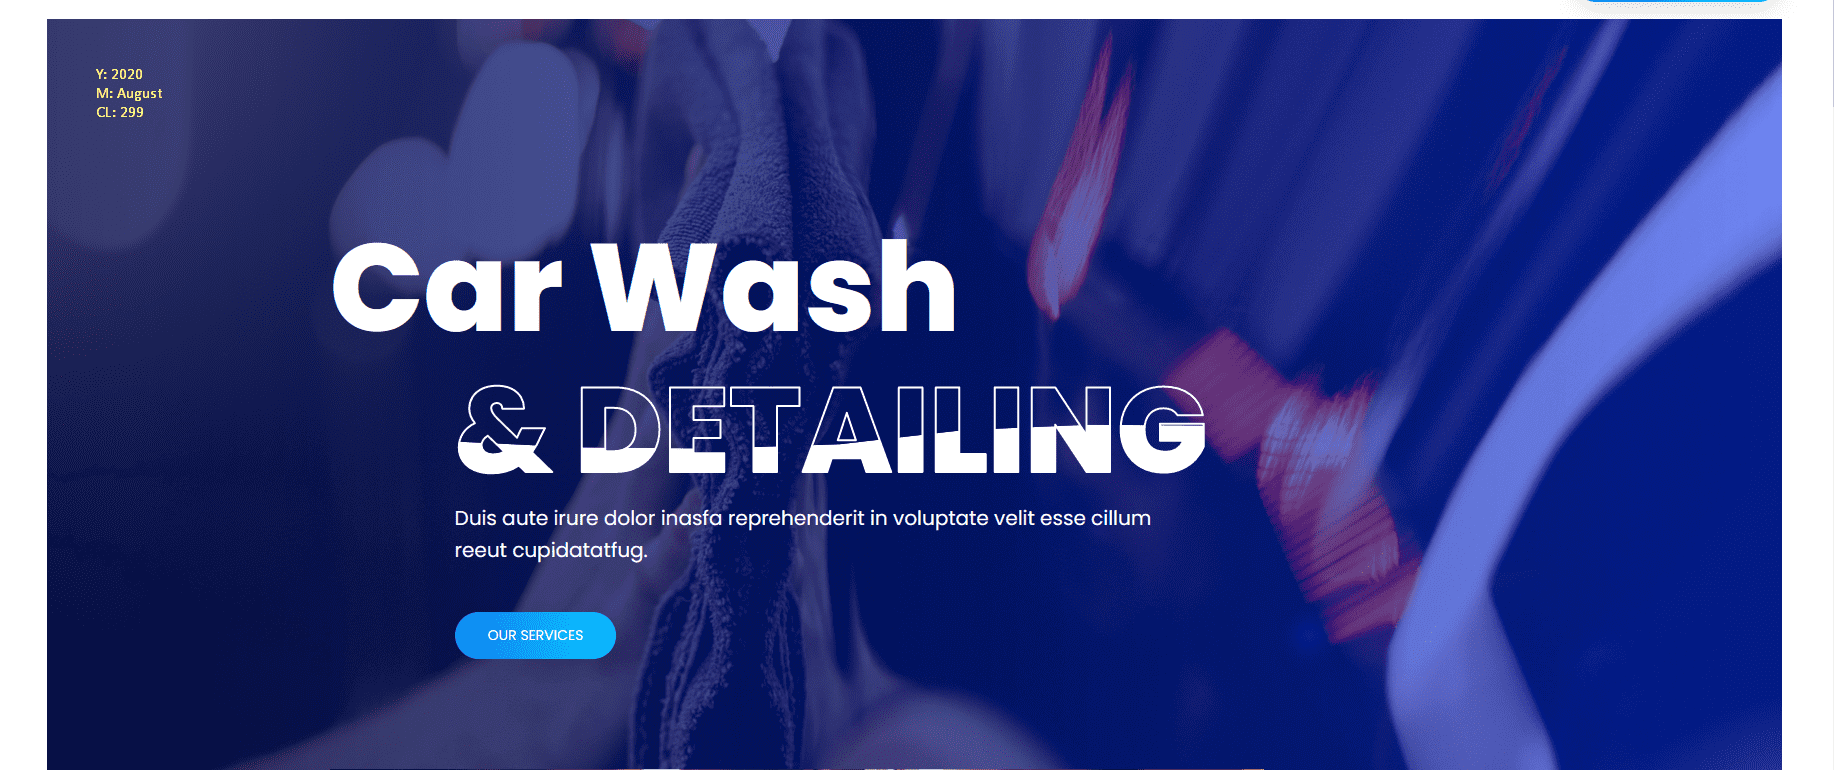 Y: 2020
M: August
CL: 299
Car Wash
& DETAILING
Duis aute irure dolor inasfa reprehenderit in voluptate velit esse cillum
reeut cupidatatfug.
OUR SERVICES